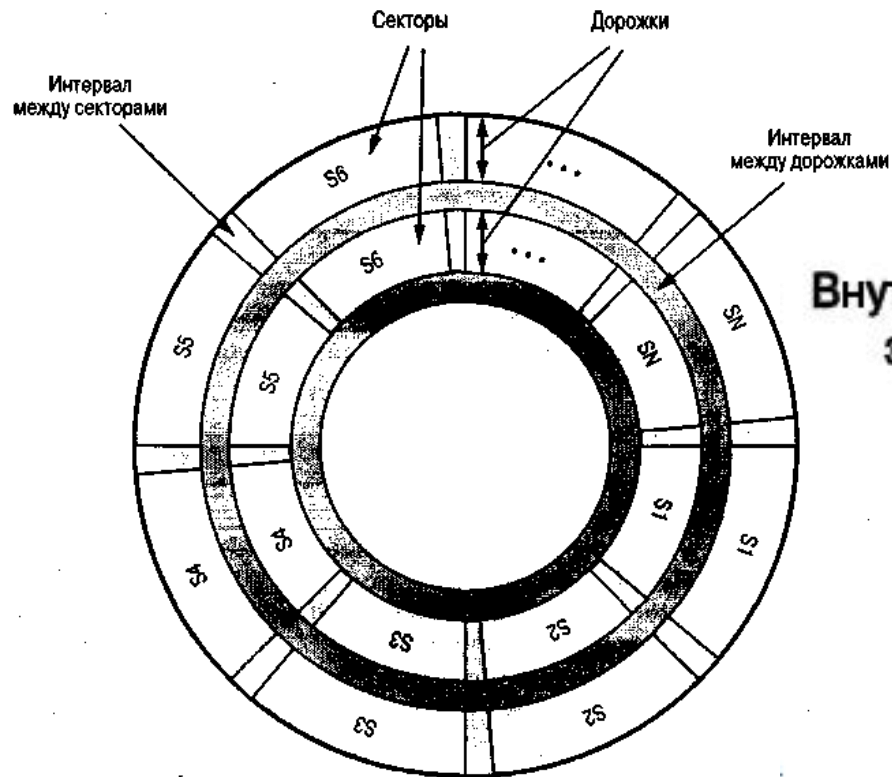 Секторы
Дорожки
Интервал
между секторами
Интервал
между дорожками
S6
...
S6
...
SN
SN
S5
S5
S4
S4
S1
S1
S3
S2
S3
S2
Вну